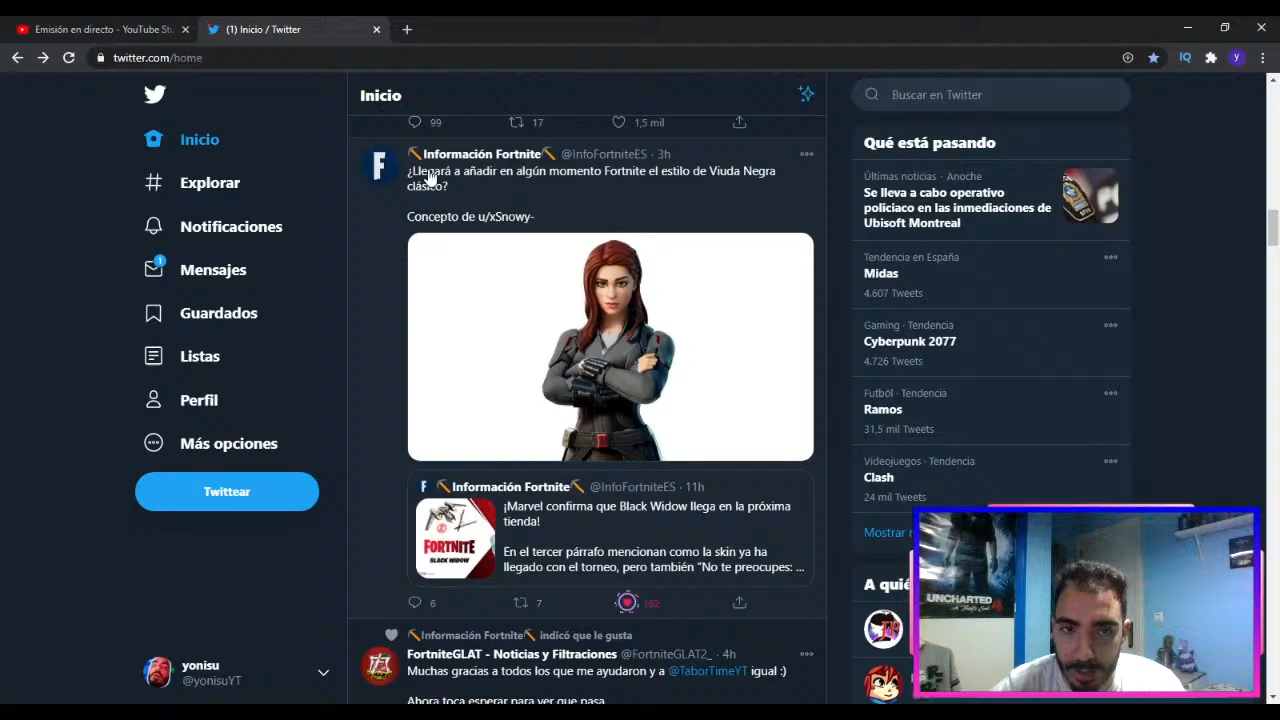 Emisión en directo - YouTube Stu
(1) Inicio / Twitter
twitter.com/home
Inicio
Explorar
Notificaciones
1
Mensajes
Guardados
Listas
Perfil
Más opciones
Twittear
yonisu
@yonisuYT
Inicio
99
17
1,5 mil
Información Fortnite @InfoFortniteES · 3h
¿Llegará a añadir en algún momento Fortnite el estilo de Viuda Negra
clásico?
Concepto de u/xSnowy-
Información Fortnite @InfoFortniteES · 11h
¡Marvel confirma que Black Widow llega en la próxima
tienda!
En el tercer párrafo mencionan como la skin ya ha
llegado con el torneo, pero también "No te preocupes: ...
FORTNITE
BLACK WIDOW
6
7
162
Información Fortnite indicó que le gusta
FortniteGLAT - Noticias y Filtraciones @FortniteGLAT2_ · 4h
Muchas gracias a todos los que me ayudaron y a @TaborTimeYT igual :)
Ahora toca esperar para ver que pasa
Buscar en Twitter
Qué está pasando
Últimas noticias · Anoche
Se lleva a cabo operativo
policiaco en las inmediaciones de
Ubisoft Montreal
Tendencia en España
Midas
4.607 Tweets
Gaming · Tendencia
Cyberpunk 2077
4.726 Tweets
Fútbol · Tendencia
Ramos
31,5 mil Tweets
Videojuegos · Tendencia
Clash
24 mil Tweets
Mostrar
A quié
UNCHARTED 4